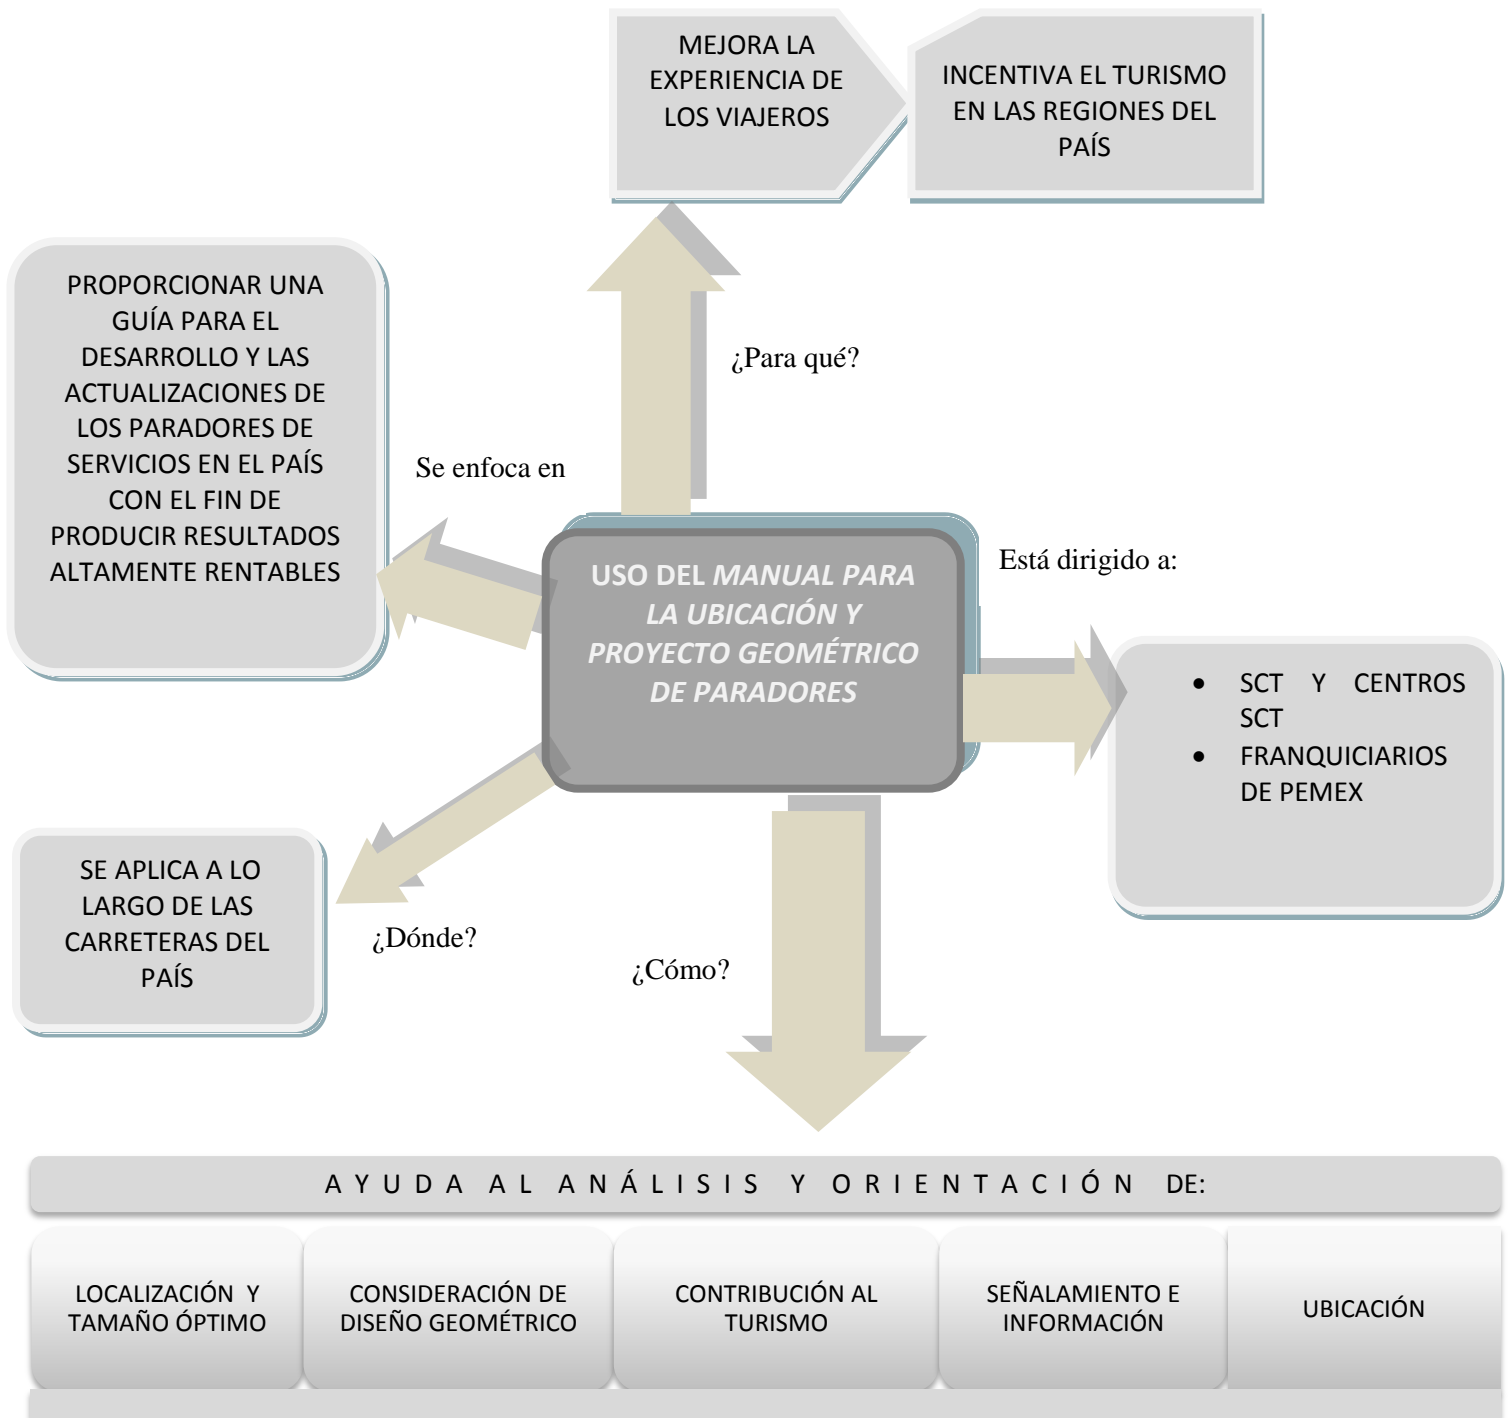 MEJORA LA
EXPERIENCIA DE
LOS VIAJEROS
INCENTIVA EL TURISMO
EN LAS REGIONES DEL
PAÍS
PROPORCIONAR UNA
GUÍA PARA EL
DESARROLLO Y LAS
ACTUALIZACIONES DE
LOS PARADORES DE
SERVICIOS EN EL PAÍS
CON EL FIN DE
PRODUCIR RESULTADOS
ALTAMENTE RENTABLES
¿Para qué?
Se enfoca en
USO DEL MANUAL PARA
LA UBICACIÓN Y
PROYECTO GEOMÉTRICO
DE PARADORES
Está dirigido a:
• SCT Y CENTROS
SCT
• FRANQUICIARIOS
DE PEMEX
SE APLICA A LO
LARGO DE LAS
CARRETERAS DEL
PAÍS
¿Dónde?
¿Cómo?
A Y U D A A L A N Á L I S I S Y O R I E N T A C I Ó N DE:
LOCALIZACIÓN Y
TAMAÑO ÓPTIMO
CONSIDERACIÓN DE
DISEÑO GEOMÉTRICO
CONTRIBUCIÓN AL
TURISMO
SEÑALAMIENTO E
INFORMACIÓN
UBICACIÓN